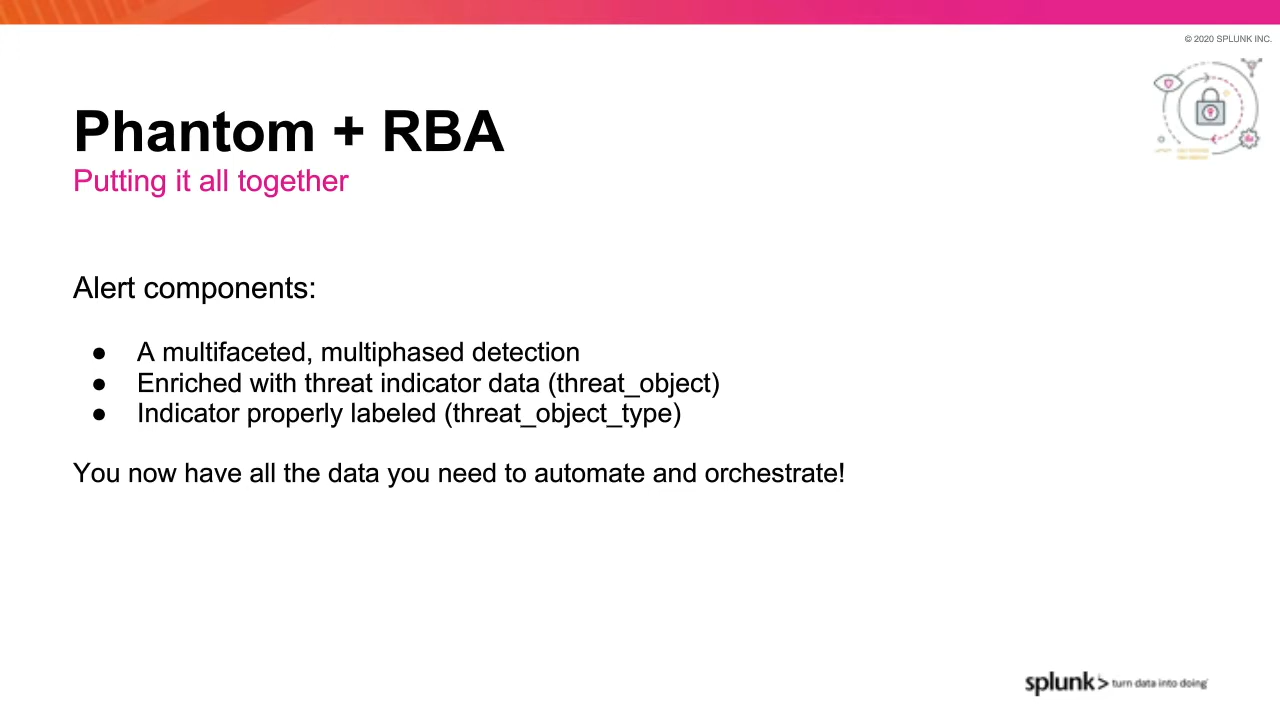 © 2020 SPLUNK INC.
Phantom + RBA
Putting it all together
Alert components:
● A multifaceted, multiphased detection
● Enriched with threat indicator data (threat_object)
● Indicator properly labeled (threat_object_type)
You now have all the data you need to automate and orchestrate!
splunk> turn data into doing